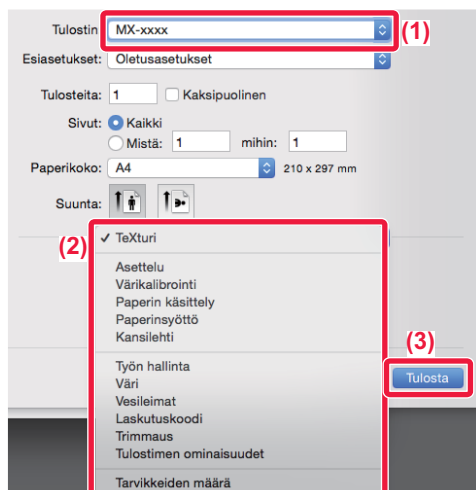 Tulostin: MX-xxxx (1)
Esiasetukset: Oletusasetukset
Tulosteita: 1 Kaksipuolinen
Sivut: Kaikki
Mistä: 1 mihin: 1
Paperikoko: A4 210 x 297 mm
Suunta:
(2) ✓ TeXturi
Asettelu
Värikalibrointi
Paperin käsittely
Paperinsyöttö
Kansilehti
(3)
Työn hallinta
Väri
Tulosta
Vesileimat
Laskutuskoodi
Trimmaus
Tulostimen ominaisuudet
Tarvikkeiden määrä